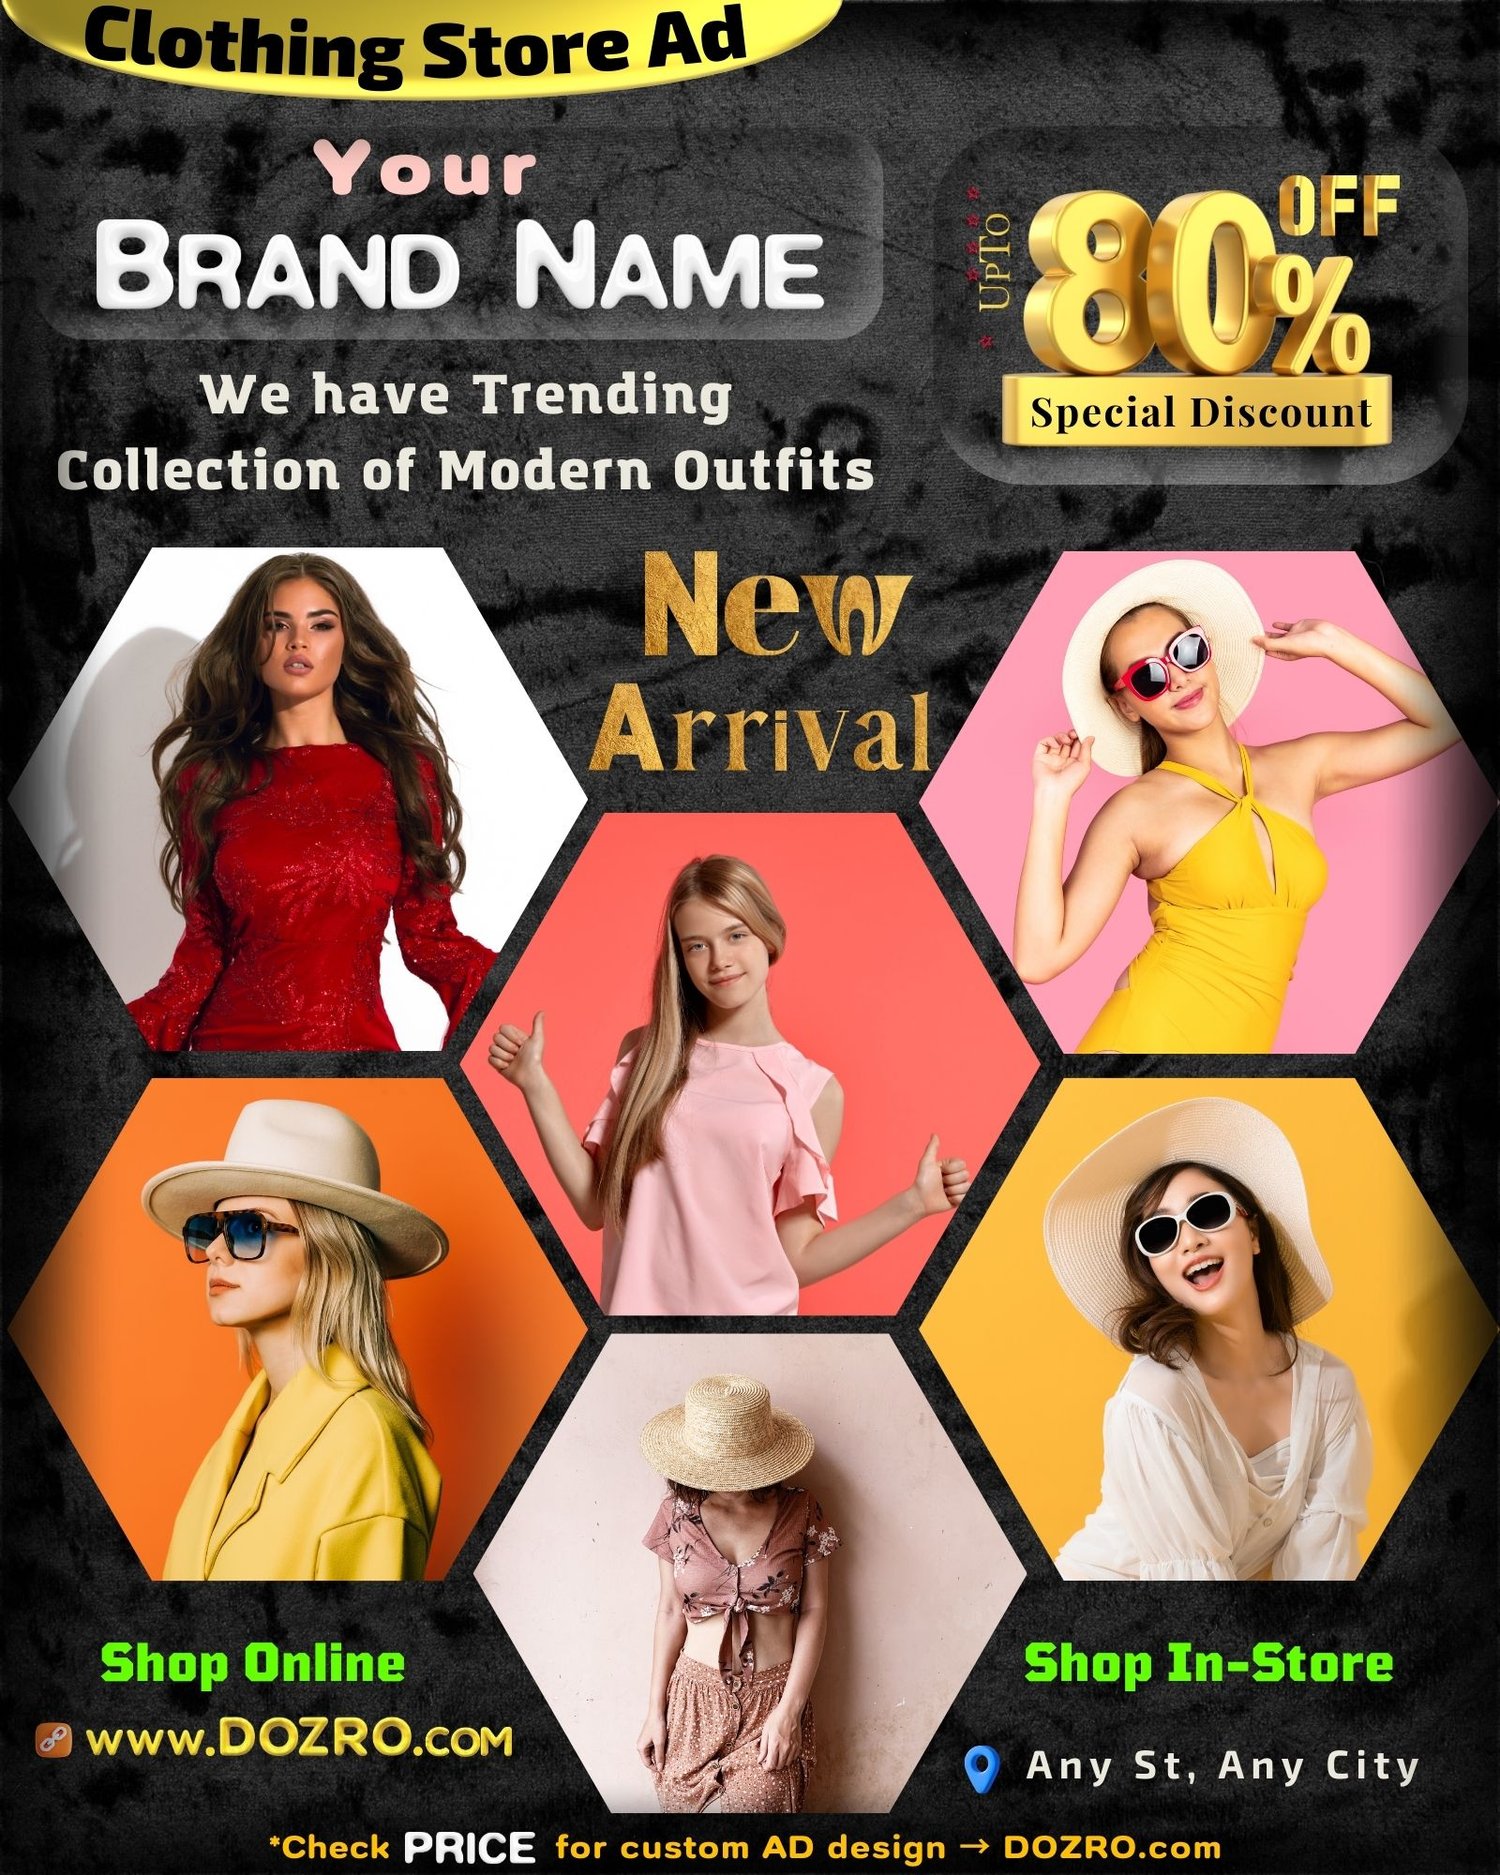 Clothing Store Ad
Your
BRAND NAME
We have Trending
Collection of Modern Outfits
UPTO
80% OFF
Special Discount
New
Arrival
Shop Online
www.DOZRO.COM
Shop In-Store
Any St, Any City
*Check PRICE for custom AD design → DOZRO.com